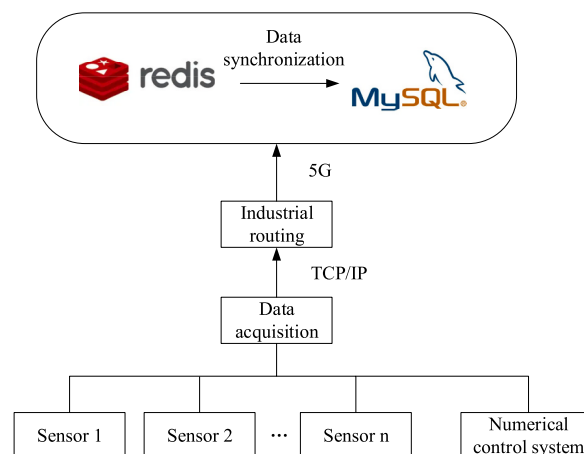 Data
synchronization
redis
MySQL®
5G
Industrial
routing
TCP/IP
Data
acquisition
Sensor 1
Sensor 2
...
Sensor n
Numerical
control system